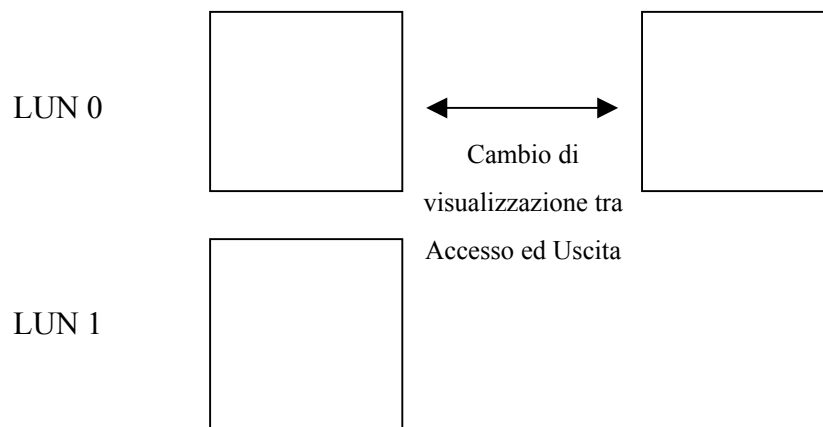 LUN 0
Cambio di
visualizzazione tra
Accesso ed Uscita
LUN 1